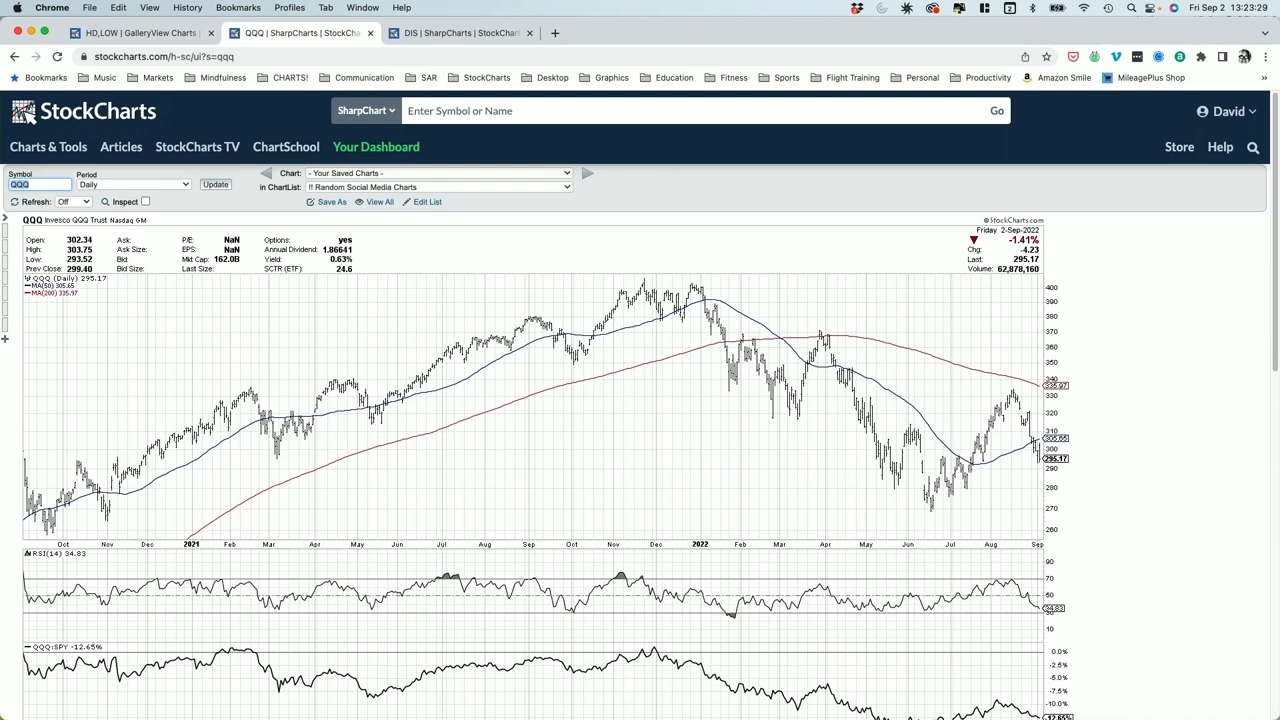 Chrome File Edit View History Bookmarks Profiles Tab Window Help Fri Sep 2 13:23:29
HD,LOW | GalleryView Charts | × QQQ | SharpCharts | StockCha × DIS | SharpCharts | StockChart × +
stockcharts.com/h-sc/ui?s=qqq
Bookmarks Music Markets Mindfulness CHARTS! Communication SAR StockCharts Desktop Graphics Education Fitness Sports Flight Training Personal Productivity Amazon Smile MileagePlus Shop »
StockCharts SharpChart Enter Symbol or Name Go David
Charts & Tools Articles StockCharts TV ChartSchool Your Dashboard Store Help
Symbol Period Chart: - Your Saved Charts -
QQQ Daily Update in ChartList: !! Random Social Media Charts
Refresh: Off Inspect Save As View All Edit List
QQQ Invesco QQQ Trust Nasdaq GM © StockCharts.com
Friday 2-Sep-2022
Open: 302.34 Ask: P/E: NaN Options: yes -1.41%
High: 303.75 Ask Size: EPS: NaN Annual Dividend: 1.86641 Chg: -4.23
Low: 293.52 Bid: Mkt Cap: 162.0B Yield: 0.63% Last: 295.17
Prev Close: 299.40 Bid Size: Last Size: SCTR (ETF): 24.6 Volume: 62,878,160
QQQ (Daily) 295.17
MA(50) 305.65
MA(200) 335.97
400
390
380
370
360
350
340
335.97
330
320
310
305.65
300
295.17
290
280
270
260
Oct Nov Dec 2021 Feb Mar Apr May Jun Jul Aug Sep Oct Nov Dec 2022 Feb Mar Apr May Jun Jul Aug Sep
RSI(14) 34.83
90
70
50
34.83
30
10
QQQ:SPY -12.65%
0.0%
-2.5%
-5.0%
-7.5%
-10.0%
-12.65%